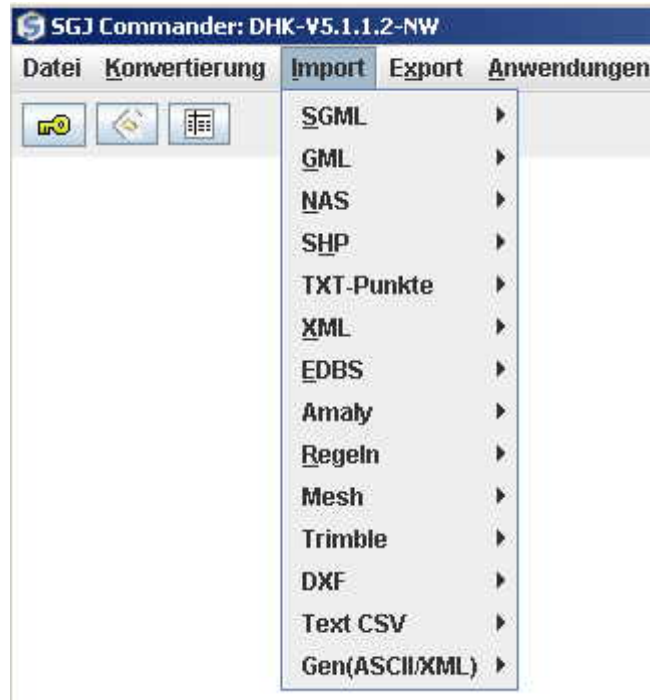 SGJ Commander: DHK-V5.1.1.2-NW
Datei Konvertierung Import Export Anwendungen
SGML
GML
NAS
SHP
TXT-Punkte
XML
EDBS
Amaly
Regeln
Mesh
Trimble
DXF
Text CSV
Gen(ASCII/XML)